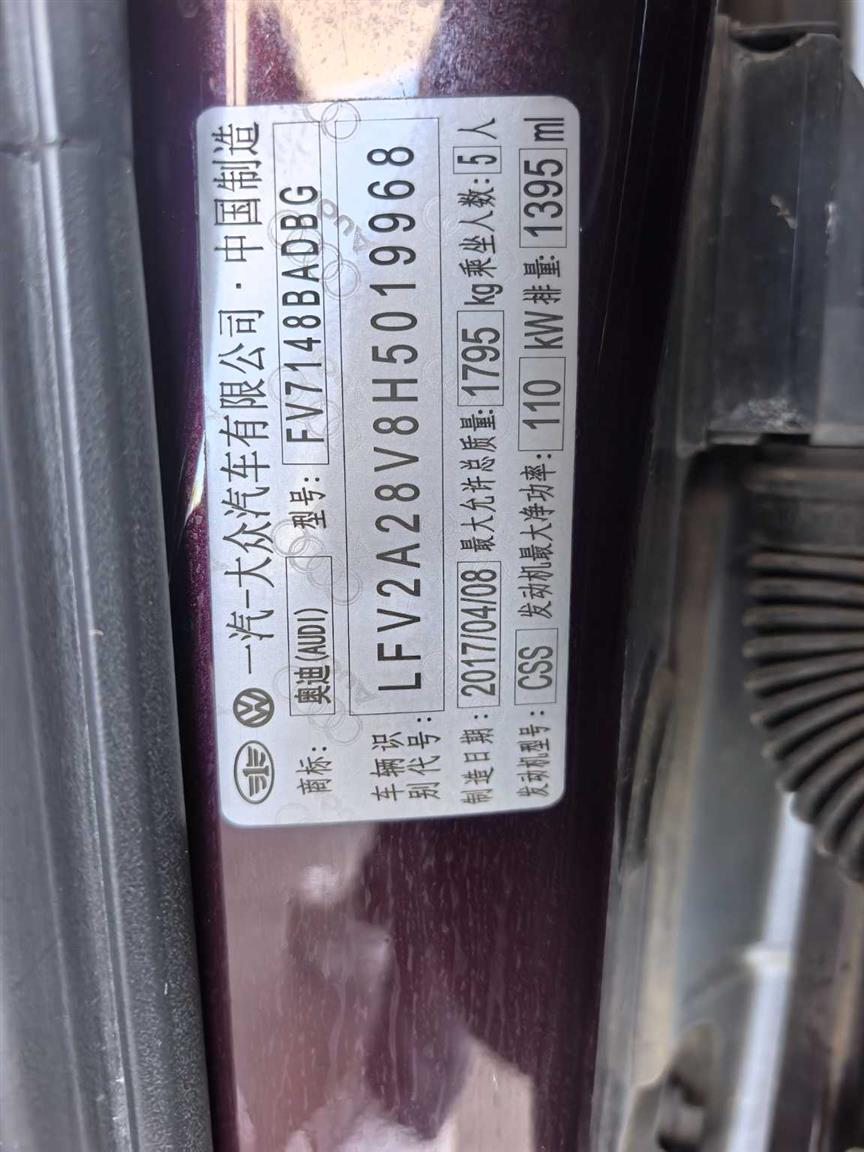 一汽-大众汽车有限公司·中国制造
商标: 奥迪(AUDI) 型号: FV7148BADBG
车辆识别代号: LFV2A28V8H5019968
制造日期: 2017/04/08 最大允许总质量: 1795 kg 乘坐人数: 5 人
发动机型号: CSS 发动机最大净功率: 110 kW 排量: 1395 ml